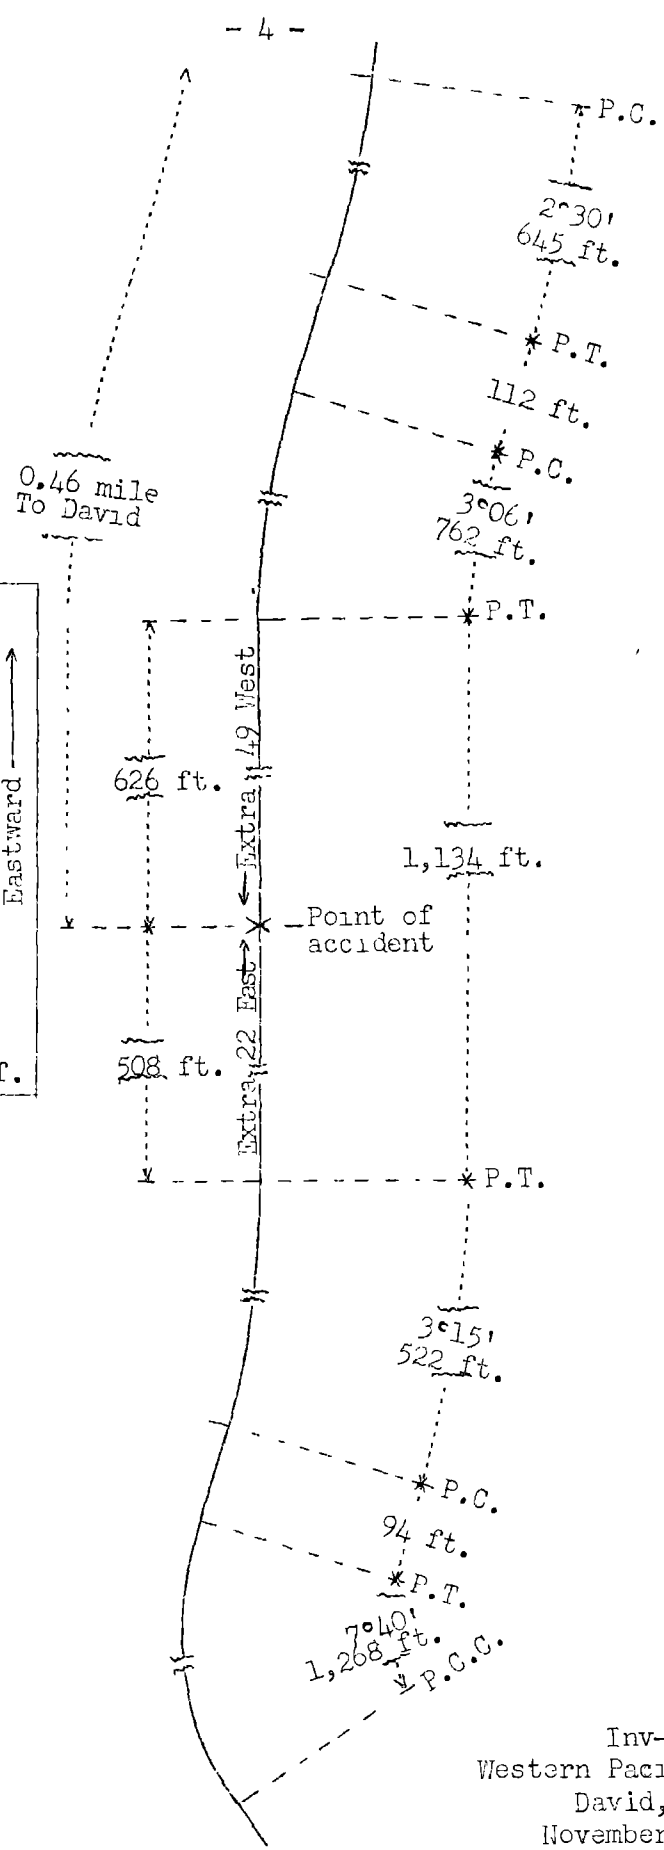 - 4 -
P.C.
2°30'
645 ft.
P.T.
112 ft.
P.C.
0.46 mile
To David
3°06'
762 ft.
P.T.
Extra 49 West
Eastward
626 ft.
1,134 ft.
Point of
accident
Extra 22 East
508 ft.
T.
P.T.
3°15'
522 ft.
P.C.
94 ft.
P.T.
7°40'
1,268 ft.
P.C.C.
Inv-
Western Paci
David,
November